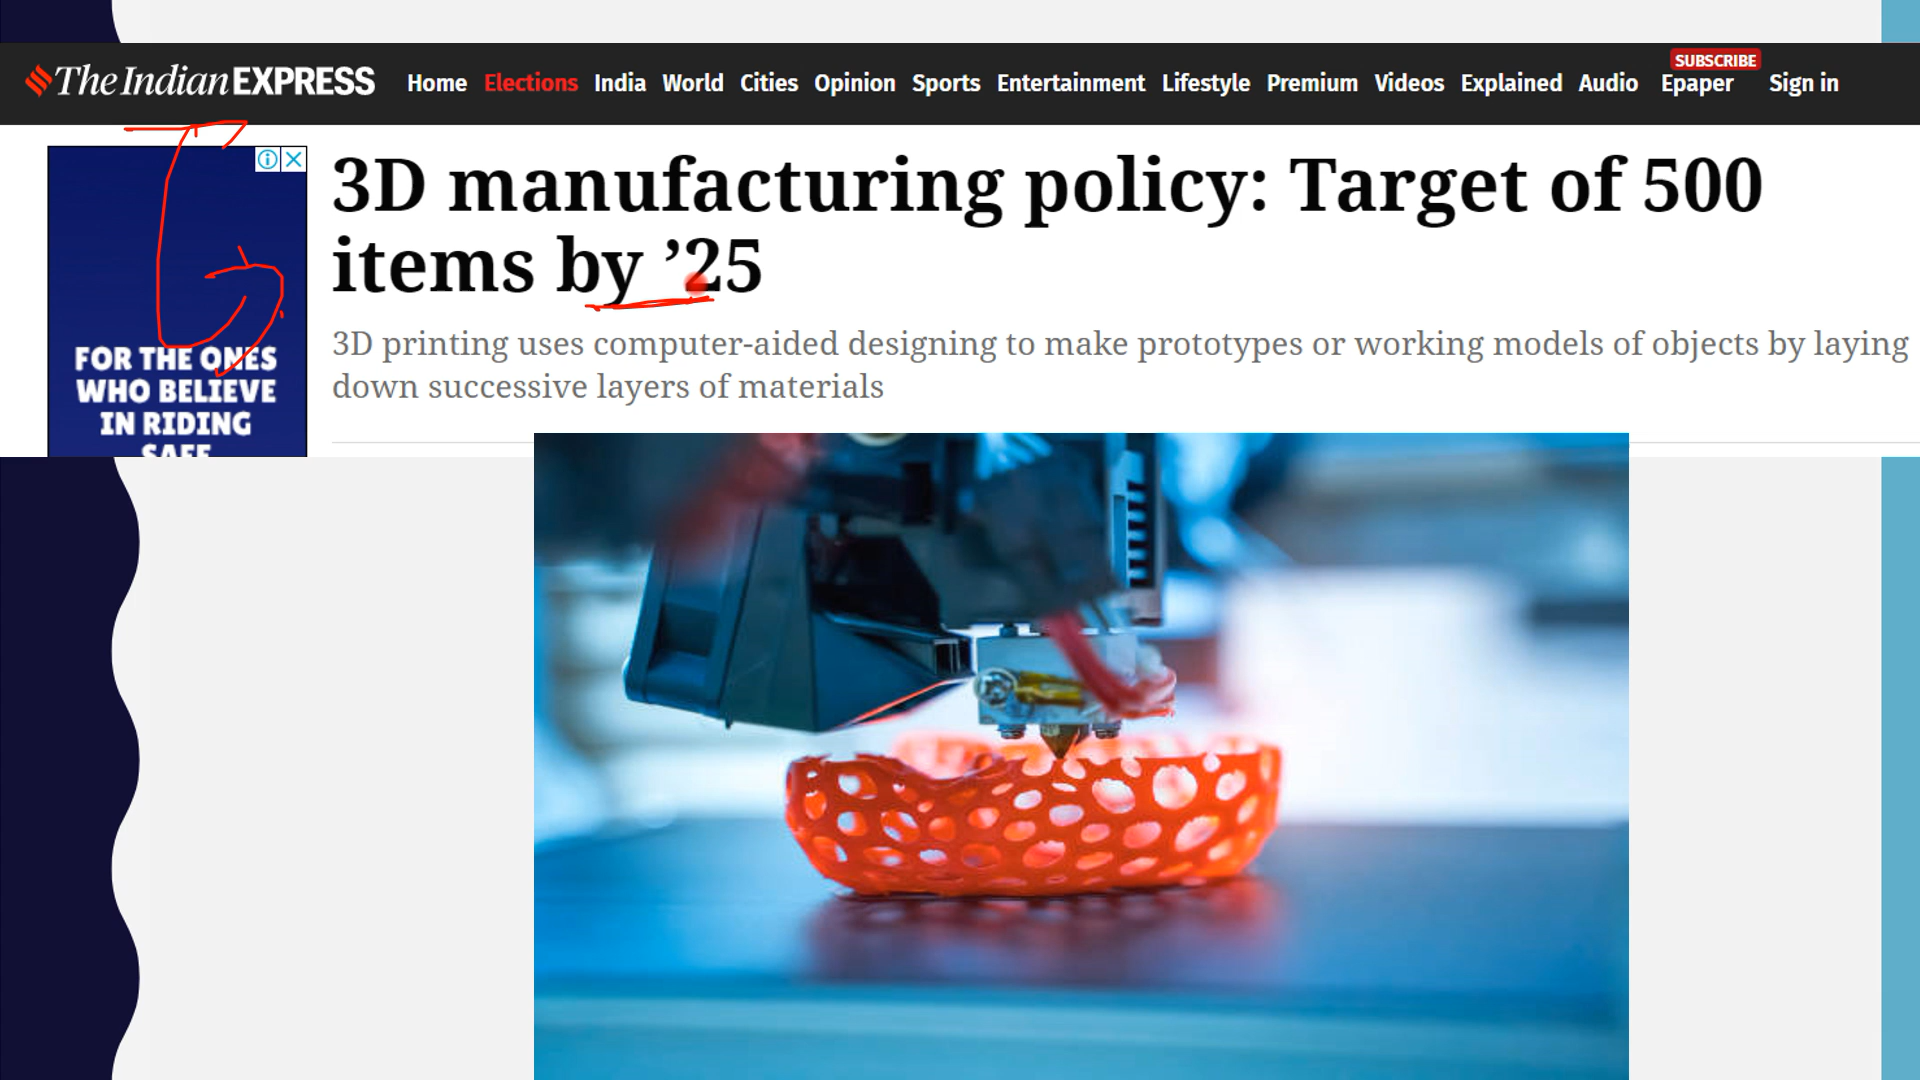 The Indian EXPRESS
Home Elections India World Cities Opinion Sports Entertainment Lifestyle Premium Videos Explained Audio Epaper SUBSCRIBE Sign in
3D manufacturing policy: Target of 500
items by ’25
3D printing uses computer-aided designing to make prototypes or working models of objects by laying
down successive layers of materials
FOR THE ONES
WHO BELIEVE
IN RIDING
SAFE